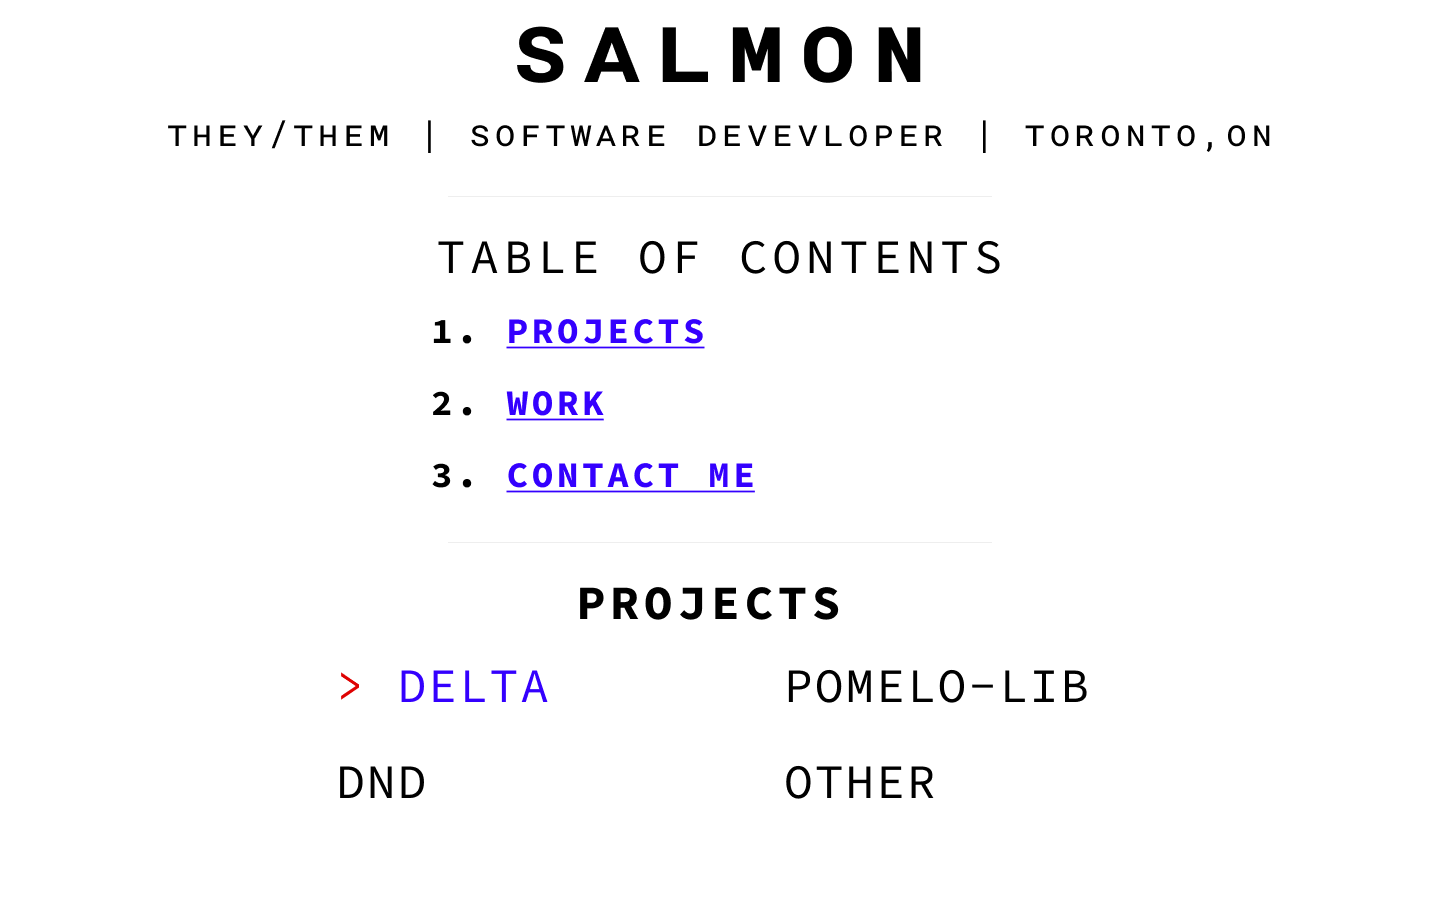 SALMON
THEY/THEM | SOFTWARE DEVEVLOPER | TORONTO,ON
TABLE OF CONTENTS
1. PROJECTS
2. WORK
3. CONTACT ME
PROJECTS
> DELTA POMELO-LIB
DND OTHER